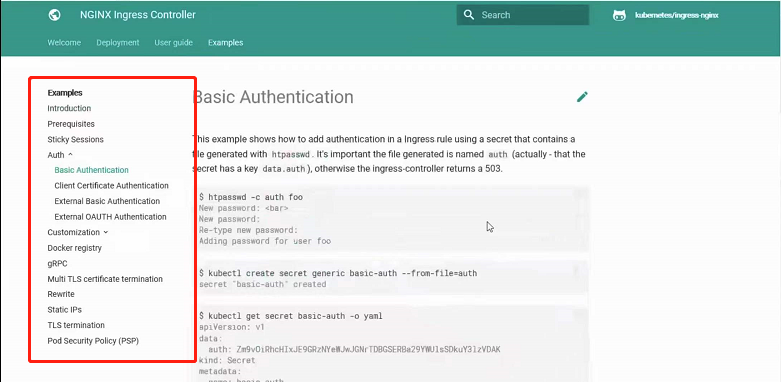 NGINX Ingress Controller
Search
kubernetes/ingress-nginx
Welcome Deployment User guide Examples
Examples
Introduction
Prerequisites
Sticky Sessions
Auth
Basic Authentication
Client Certificate Authentication
External Basic Authentication
External OAUTH Authentication
Customization
Docker registry
gRPC
Multi TLS certificate termination
Rewrite
Static IPs
TLS termination
Pod Security Policy (PSP)
Basic Authentication
This example shows how to add authentication in a Ingress rule using a secret that contains a
file generated with htpasswd. It's important the file generated is named auth (actually - that the
secret has a key data.auth), otherwise the ingress-controller returns a 503.
$ htpasswd -c auth foo
New password: <bar>
New password:
Re-type new password:
Adding password for user foo
$ kubectl create secret generic basic-auth --from-file=auth
secret "basic-auth" created
$ kubectl get secret basic-auth -o yaml
apiVersion: v1
data:
auth:
kind: Secret
metadata:
name: basic-auth